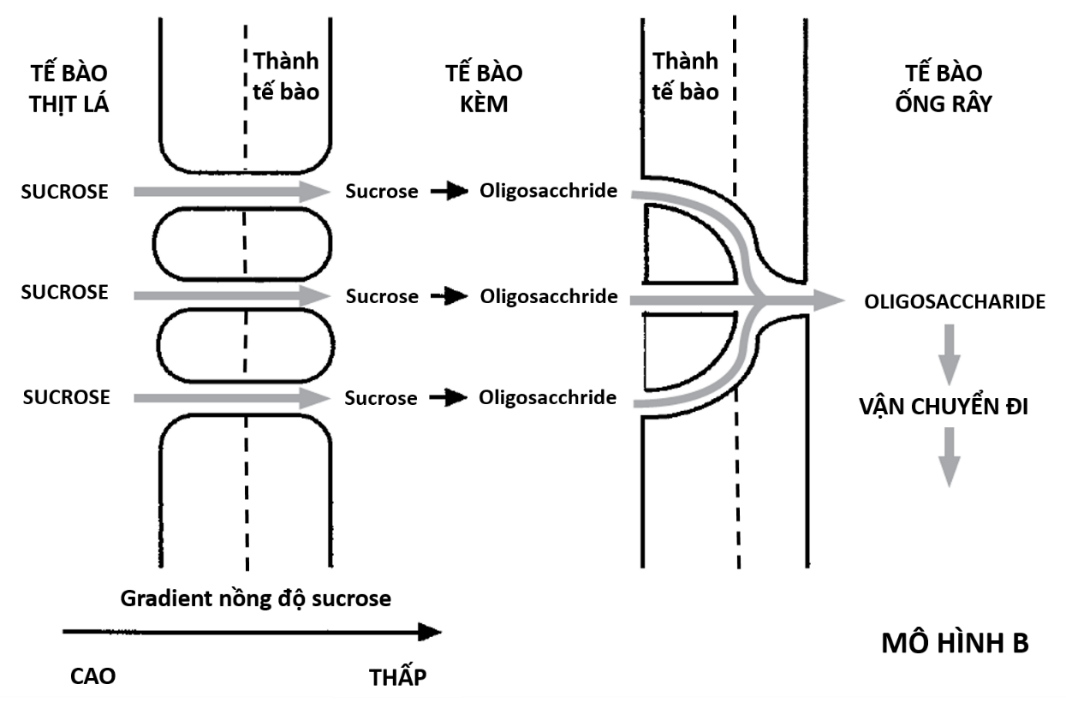 TẾ BÀO
THỊT LÁ
Thành
tế bào
TẾ BÀO
KÈM
Thành
tế bào
TẾ BÀO
ỐNG RÂY
SUCROSE
Sucrose
Oligosacchride
SUCROSE
Sucrose
Oligosacchride
OLIGOSACCHARIDE
SUCROSE
Sucrose
Oligosacchride
VẬN CHUYỂN ĐI
Gradient nồng độ sucrose
CAO
THẤP
MÔ HÌNH B